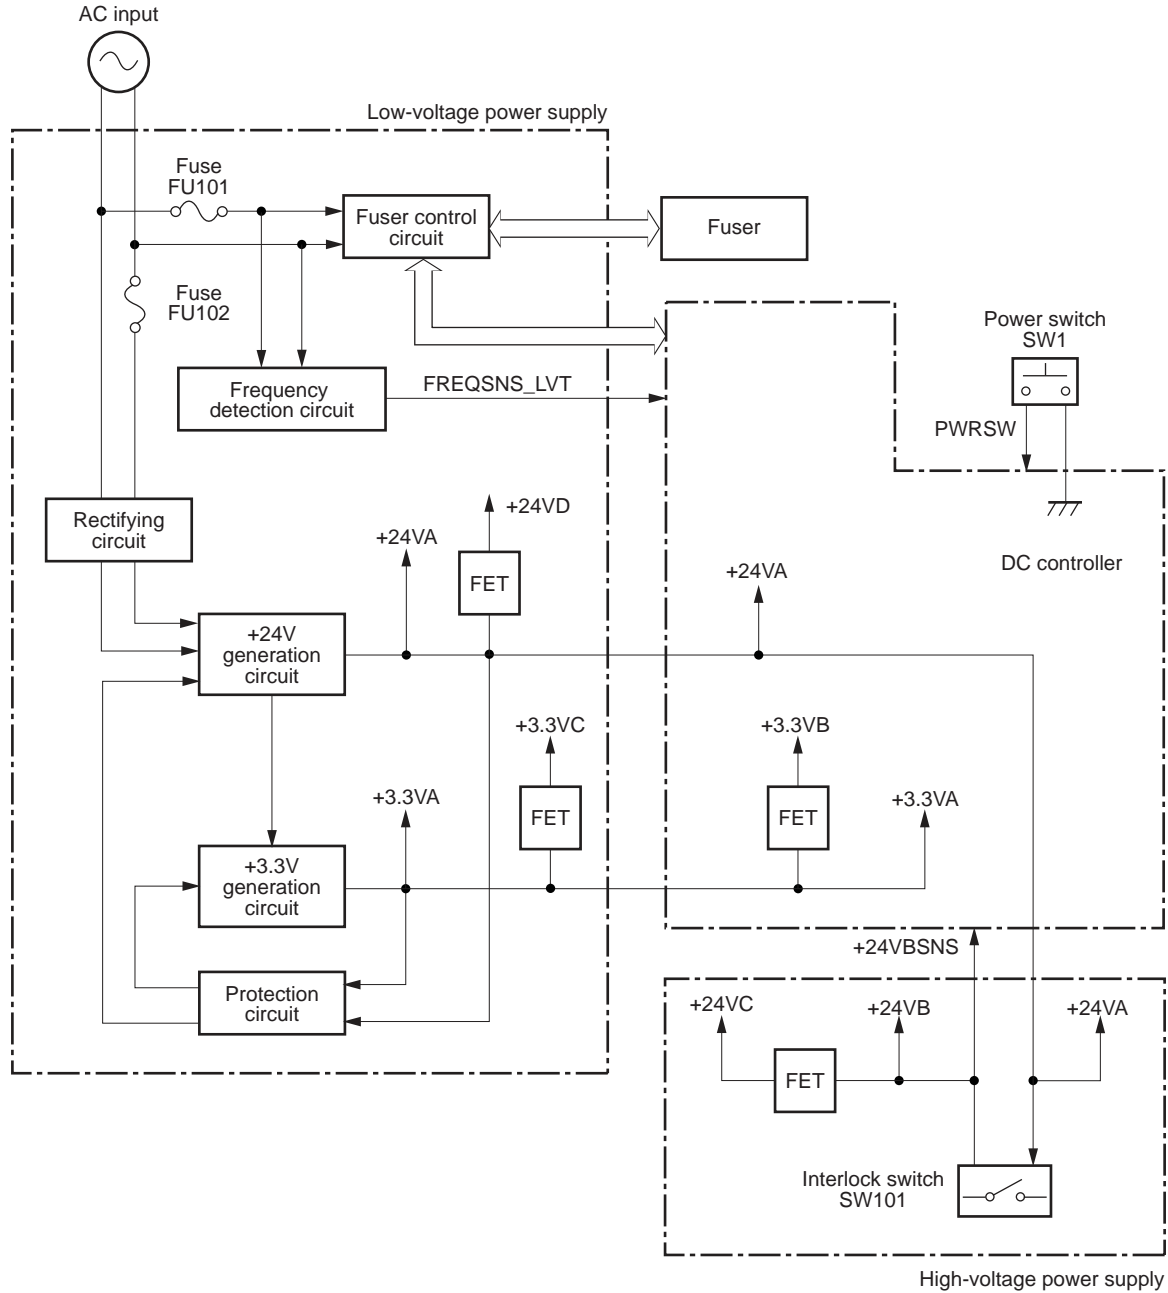 AC input
Low-voltage power supply
Fuse
FU101
Fuser control
circuit
Fuser
Fuse
FU102
Power switch
SW1
Frequency
detection circuit
FREQSNS_LVT
PWRSW
Rectifying
circuit
+24VA
+24VD
FET
+24VA
DC controller
+24V
generation
circuit
+3.3VC
+3.3VB
+3.3VA
FET
FET
+3.3VA
+3.3V
generation
circuit
+24VBSNS
Protection
circuit
+24VC
+24VB
+24VA
FET
Interlock switch
SW101
High-voltage power supply